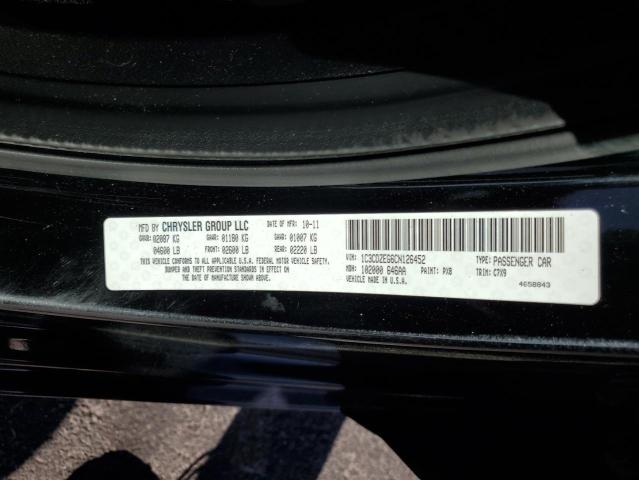 MFD BY CHRYSLER GROUP LLC DATE OF MFR: 10-11
GVWR: 02087 KG GAWR: 01180 KG GAWR: 01007 KG
04600 LB FRONT: 02600 LB REAR: 02220 LB
THIS VEHICLE CONFORMS TO ALL APPLICABLE FEDERAL MOTOR VEHICLE SAFETY,
BUMPER AND THEFT PREVENTION STANDARDS IN EFFECT ON
THE DATE OF MANUFACTURE SHOWN ABOVE.
VIN: 1C3CDZEG6CN126452 TYPE: PASSENGER CAR
MDH: 102000 646AA PAINT: PX8 TRIM: C7X9
VEHICLE MADE IN U.S.A.
4658843